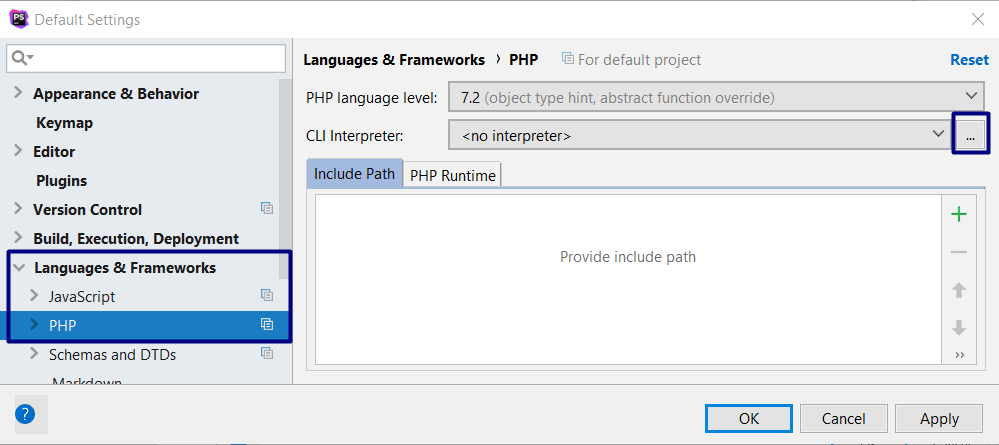 PS
Default Settings
Appearance & Behavior
Keymap
Editor
Plugins
Version Control
Build, Execution, Deployment
Languages & Frameworks
JavaScript
PHP
Schemas and DTDs
Markdown
Languages & Frameworks › PHP
For default project
Reset
PHP language level: 7.2 (object type hint, abstract function override)
CLI Interpreter: <no interpreter> ...
Include Path PHP Runtime
Provide include path
? OK Cancel Apply